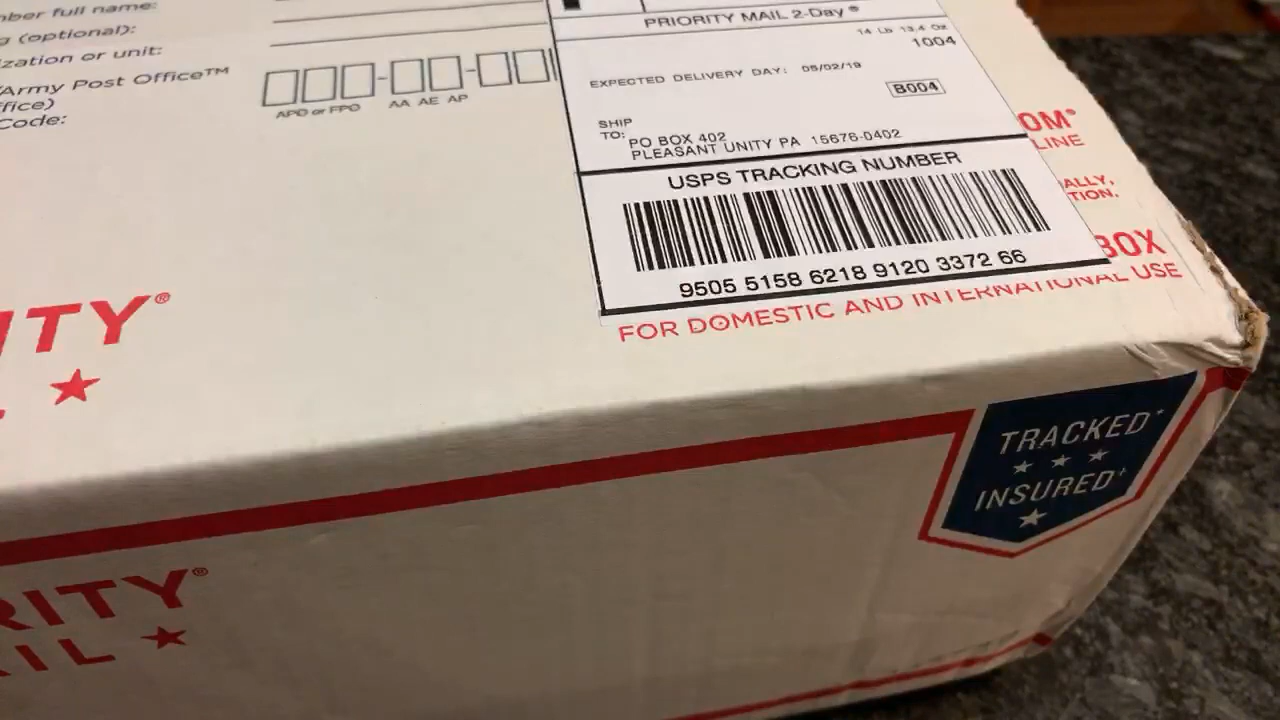 ber full name:
g (optional):
ization or unit:
Army Post Office™
ffice)
Code:
APO or FPO AA AE AP
PRIORITY MAIL 2-Day®
14 Lb 13.4 Oz
1004
EXPECTED DELIVERY DAY: 05/02/19
B004
SHIP
TO:
PO BOX 402
PLEASANT UNITY PA 15676-0402
USPS TRACKING NUMBER
9505 5158 6218 9120 3372 66
OM®
LINE
ALLY,
TION.
BOX
FOR DOMESTIC AND INTERNATIONAL USE
ITY®
TRACKED*
INSURED†
RITY®
AIL